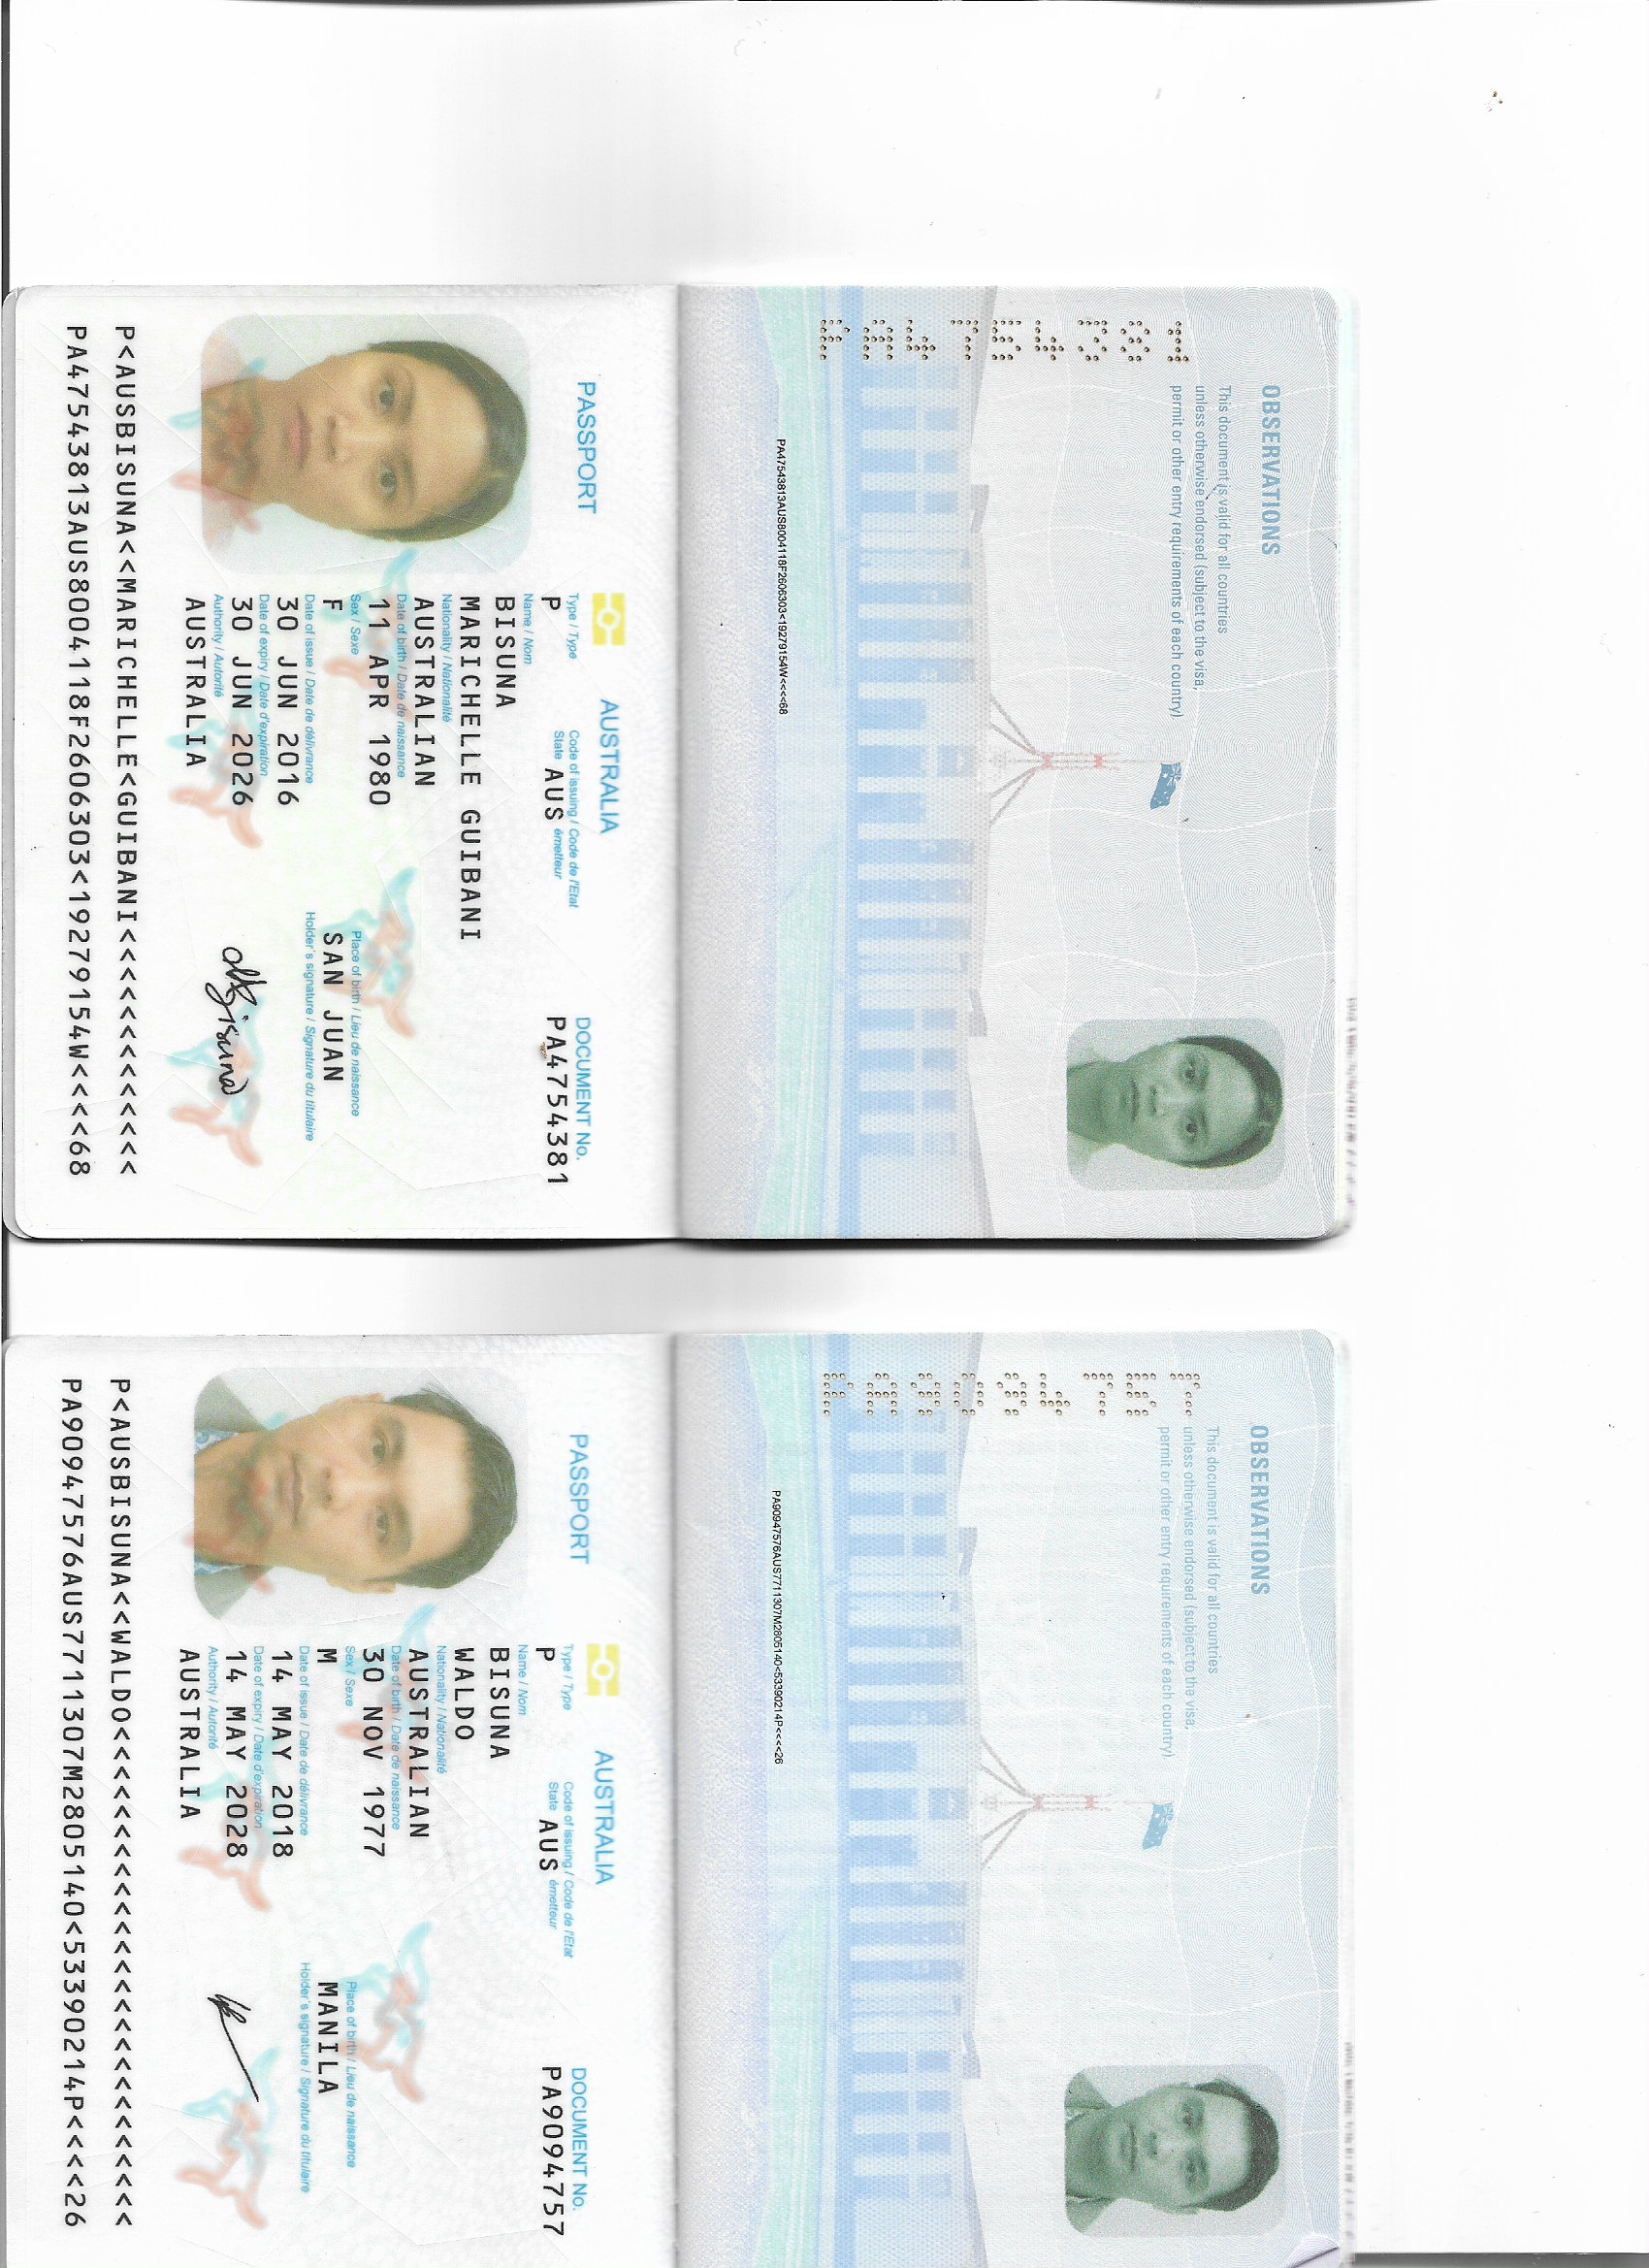 PA4754381
OBSERVATIONS
This document is valid for all countries
unless otherwise endorsed (subject to the visa,
permit or other entry requirements of each country)
PA47543813AUS8004118F2606303<19279154W<<<<68
PASSPORT
AUSTRALIA
DOCUMENT No.
PA4754381
Type / Type
P
Code of issuing / Code de l'Etat
State AUS émetteur
Name / Nom
BISUNA
MARICHELLE GUIBANI
Nationality / Nationalité
AUSTRALIAN
Date of birth / Date de naissance
11 APR 1980
Sex / Sexe
F
Place of birth / Lieu de naissance
SAN JUAN
Date of issue / Date de délivrance
30 JUN 2016
Holder's signature / Signature du titulaire
Date of expiry / Date d'expiration
30 JUN 2026
Authority / Autorité
AUSTRALIA
P<AUSBISUNA<<MARICHELLE<GUIBANI<<<<<<<<<<<<<
PA47543813AUS8004118F2606303<19279154W<<<<68
PA9094757
OBSERVATIONS
This document is valid for all countries
unless otherwise endorsed (subject to the visa,
permit or other entry requirements of each country)
PA90947576AUS7711307M2805140<53390214P<<<<26
PASSPORT
AUSTRALIA
DOCUMENT No.
PA9094757
Type / Type
P
Code of issuing / Code de l'Etat
State AUS émetteur
Name / Nom
BISUNA
WALDO
Nationality / Nationalité
AUSTRALIAN
Date of birth / Date de naissance
30 NOV 1977
Sex / Sexe
M
Place of birth / Lieu de naissance
MANILA
Date of issue / Date de délivrance
14 MAY 2018
Holder's signature / Signature du titulaire
Date of expiry / Date d'expiration
14 MAY 2028
Authority / Autorité
AUSTRALIA
P<AUSBISUNA<<WALDO<<<<<<<<<<<<<<<<<<<<<<<<<<
PA90947576AUS7711307M2805140<53390214P<<<<26